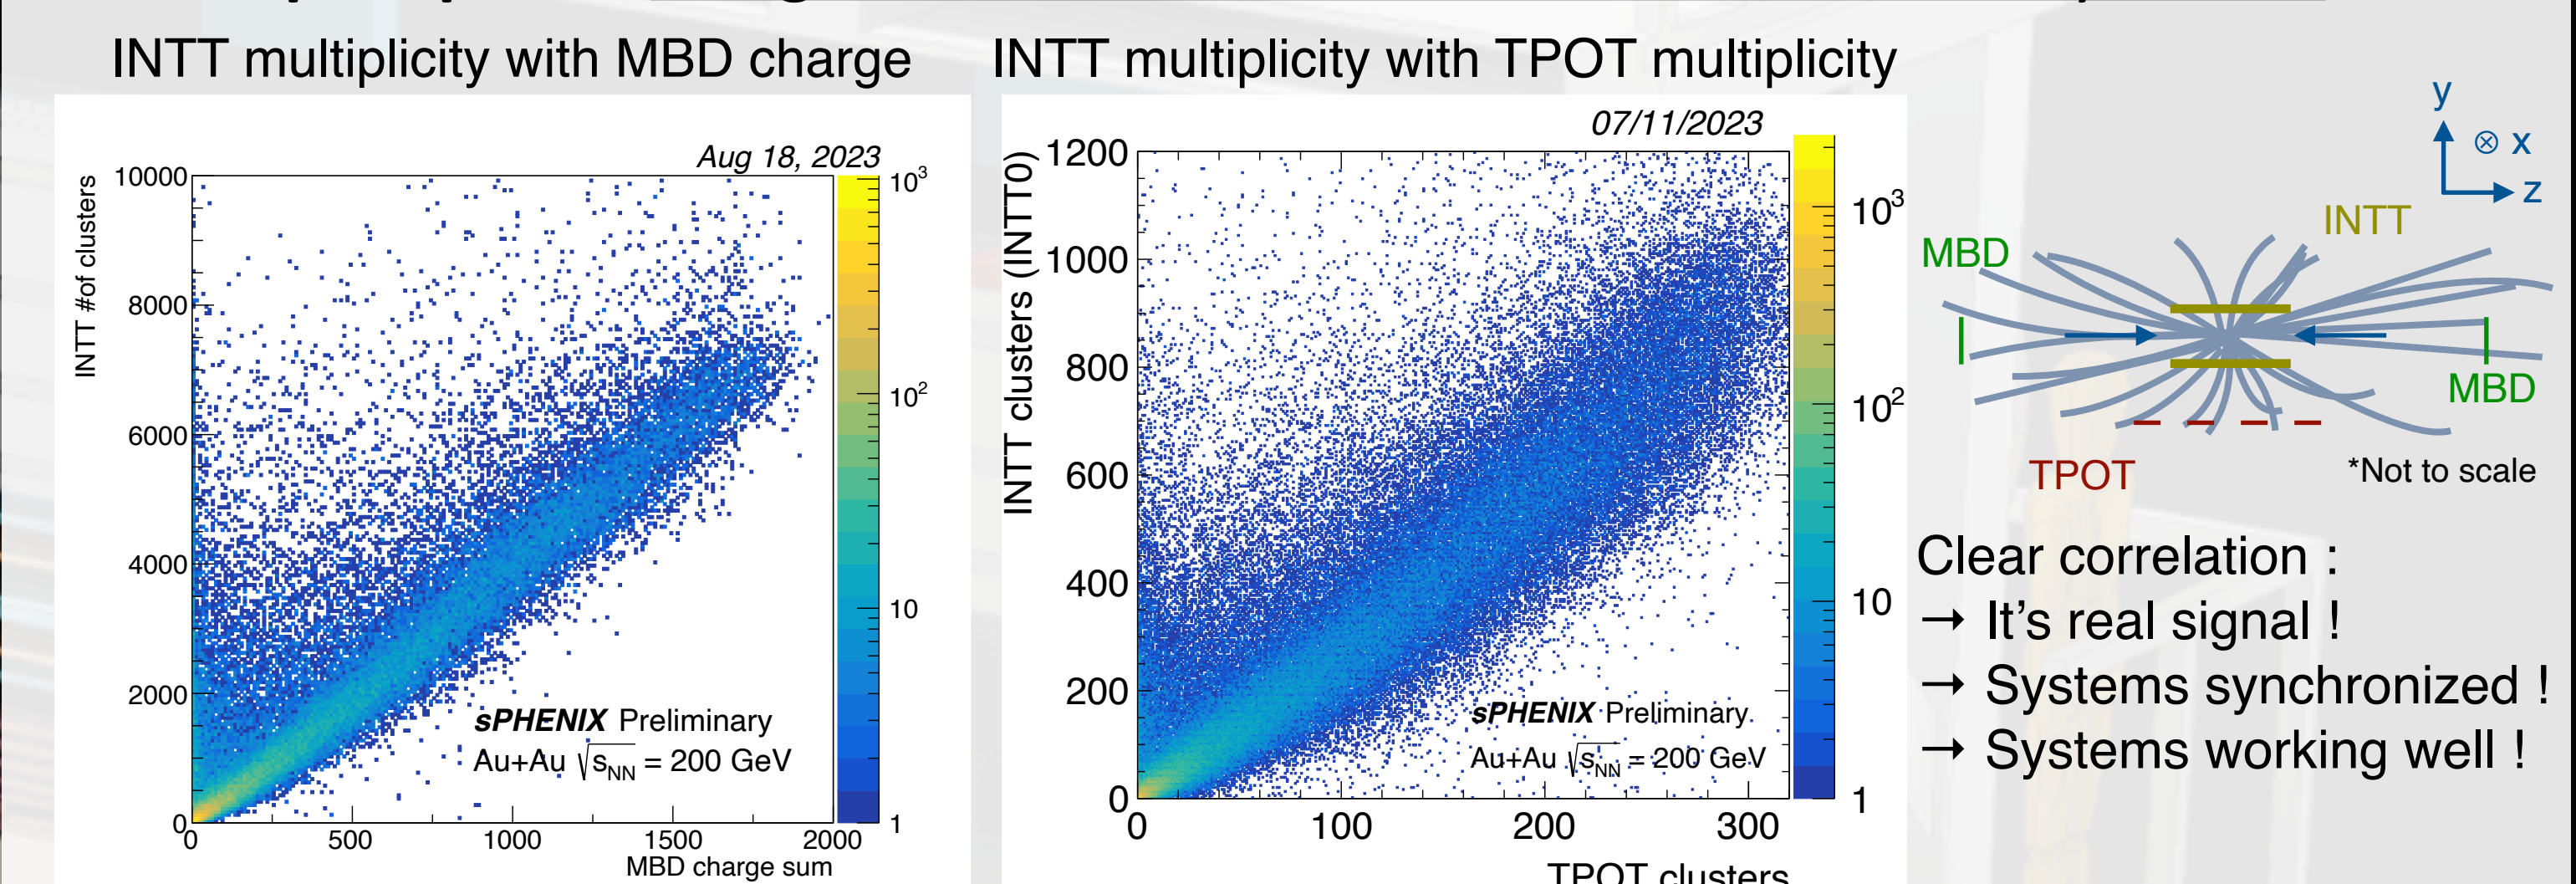 INTT multiplicity with MBD charge
Aug 18, 2023
INTT #of clusters
10000
8000
6000
4000
2000
0
0 500 1000 1500 2000
MBD charge sum
10³
10²
10
1
sPHENIX Preliminary
Au+Au √sNN = 200 GeV
INTT multiplicity with TPOT multiplicity
07/11/2023
INTT clusters (INTT0)
1200
1000
800
600
400
200
0
0 100 200 300
TPOT clusters
10³
10²
10
1
sPHENIX Preliminary
Au+Au √sNN = 200 GeV
y
⊗ x
z
INTT
MBD
MBD
TPOT
*Not to scale
Clear correlation :
→ It's real signal !
→ Systems synchronized !
→ Systems working well !